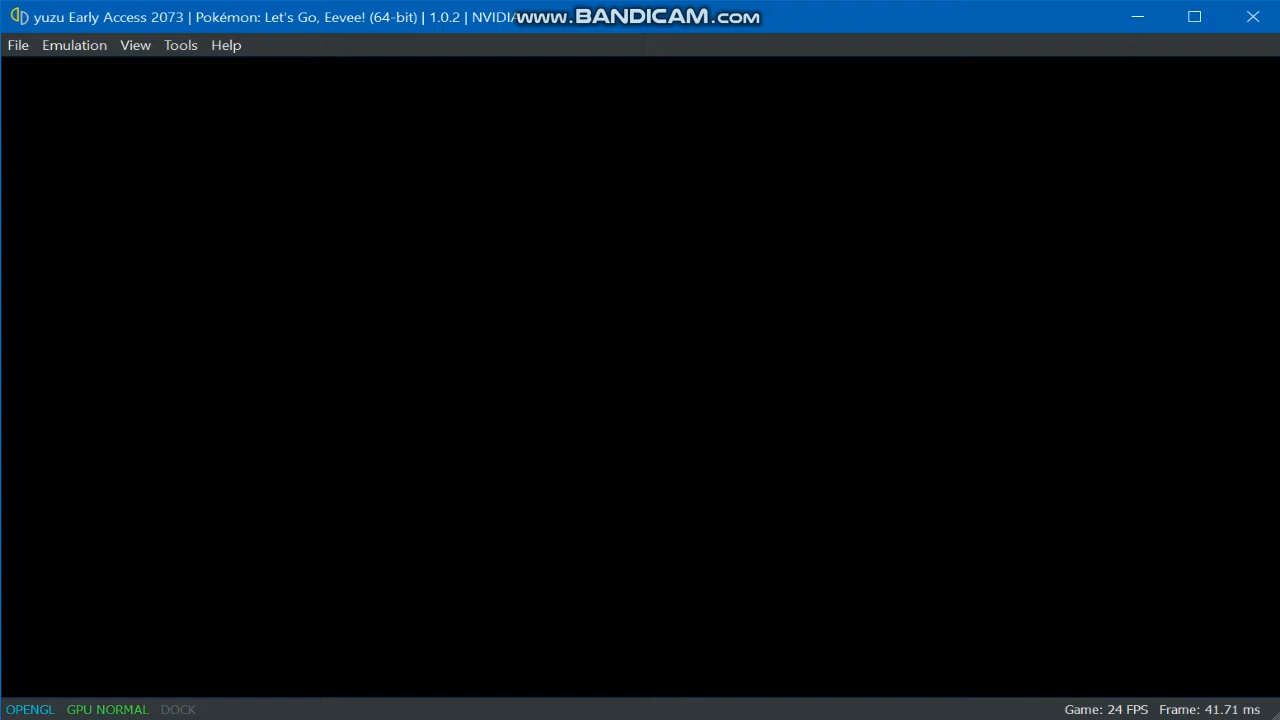 yuzu Early Access 2073 | Pokémon: Let's Go, Eevee! (64-bit) | 1.0.2 | NVIDIA
www.BANDICAM.com
File Emulation View Tools Help
OPENGL GPU NORMAL DOCK Game: 24 FPS Frame: 41.71 ms